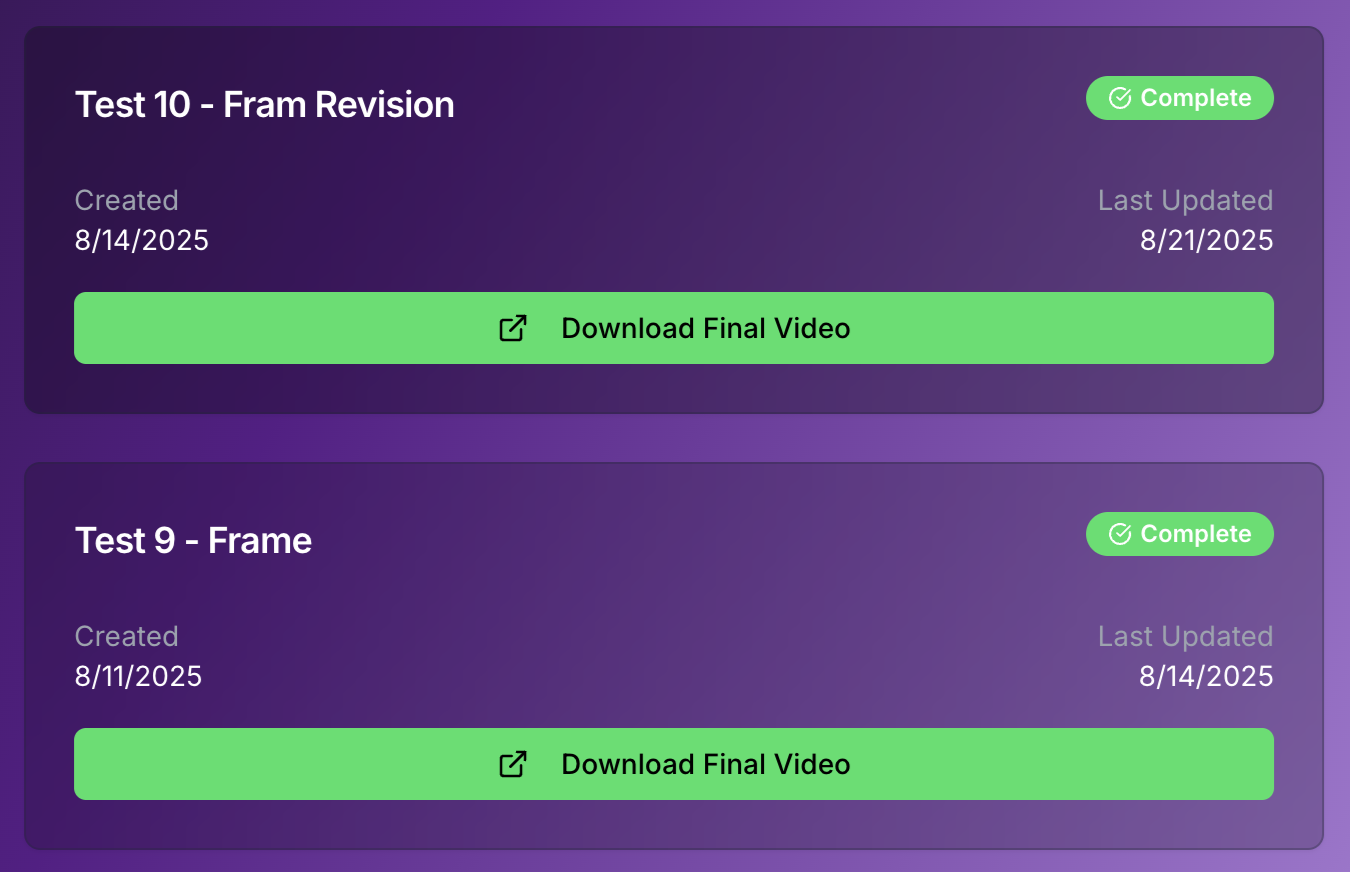 Test 10 - Fram Revision
Complete
Created
Last Updated
8/14/2025
8/21/2025
Download Final Video
Test 9 - Frame
Complete
Created
Last Updated
8/11/2025
8/14/2025
Download Final Video